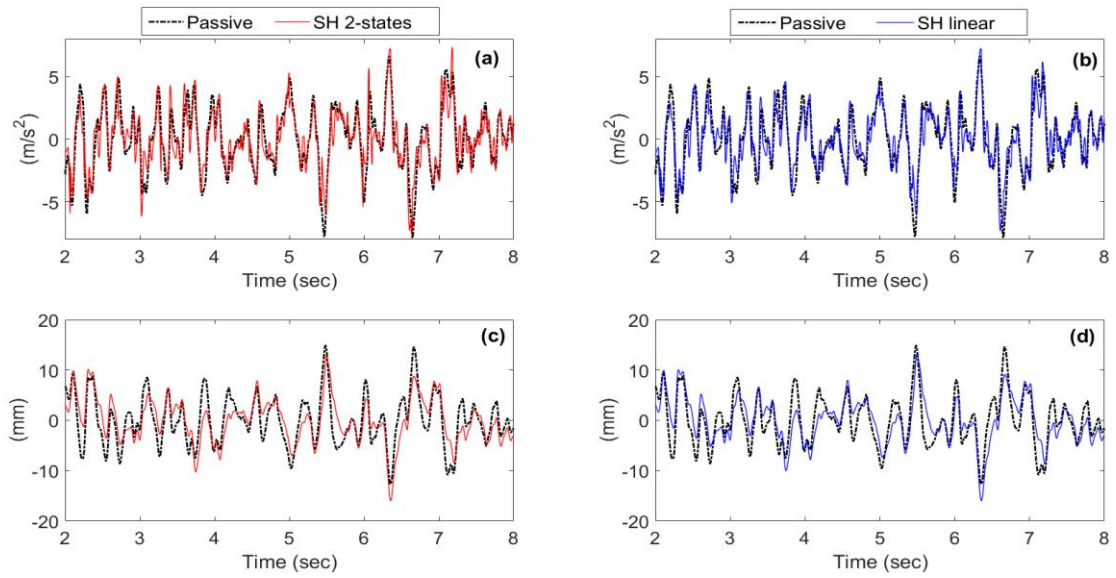 Passive SH 2-states
(a)
5
0
-5
(m/s²)
2 3 4 5 6 7 8
Time (sec)
Passive SH linear
(b)
5
0
-5
(m/s²)
2 3 4 5 6 7 8
Time (sec)
(c)
20
10
0
-10
-20
(mm)
2 3 4 5 6 7 8
Time (sec)
(d)
20
10
0
-10
-20
(mm)
2 3 4 5 6 7 8
Time (sec)